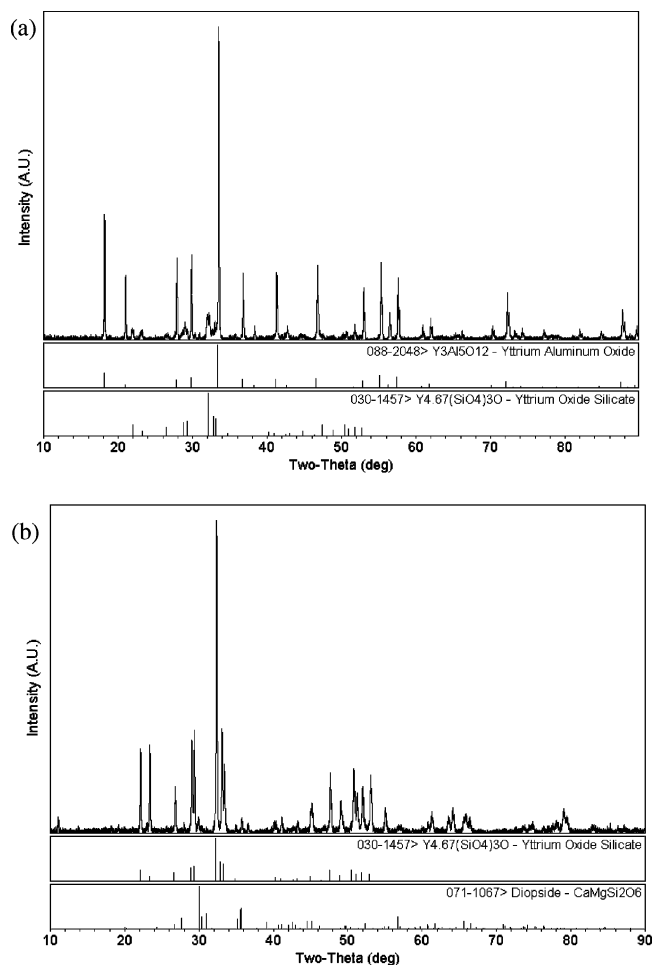 (a)
Intensity (A.U.)
088-2048> Y3Al5O12 - Yttrium Aluminum Oxide
030-1457> Y4.67(SiO4)3O - Yttrium Oxide Silicate
10 20 30 40 50 60 70 80
Two-Theta (deg)
(b)
Intensity (A.U.)
030-1457> Y4.67(SiO4)3O - Yttrium Oxide Silicate
071-1067> Diopside - CaMgSi2O6
10 20 30 40 50 60 70 80 90
Two-Theta (deg)